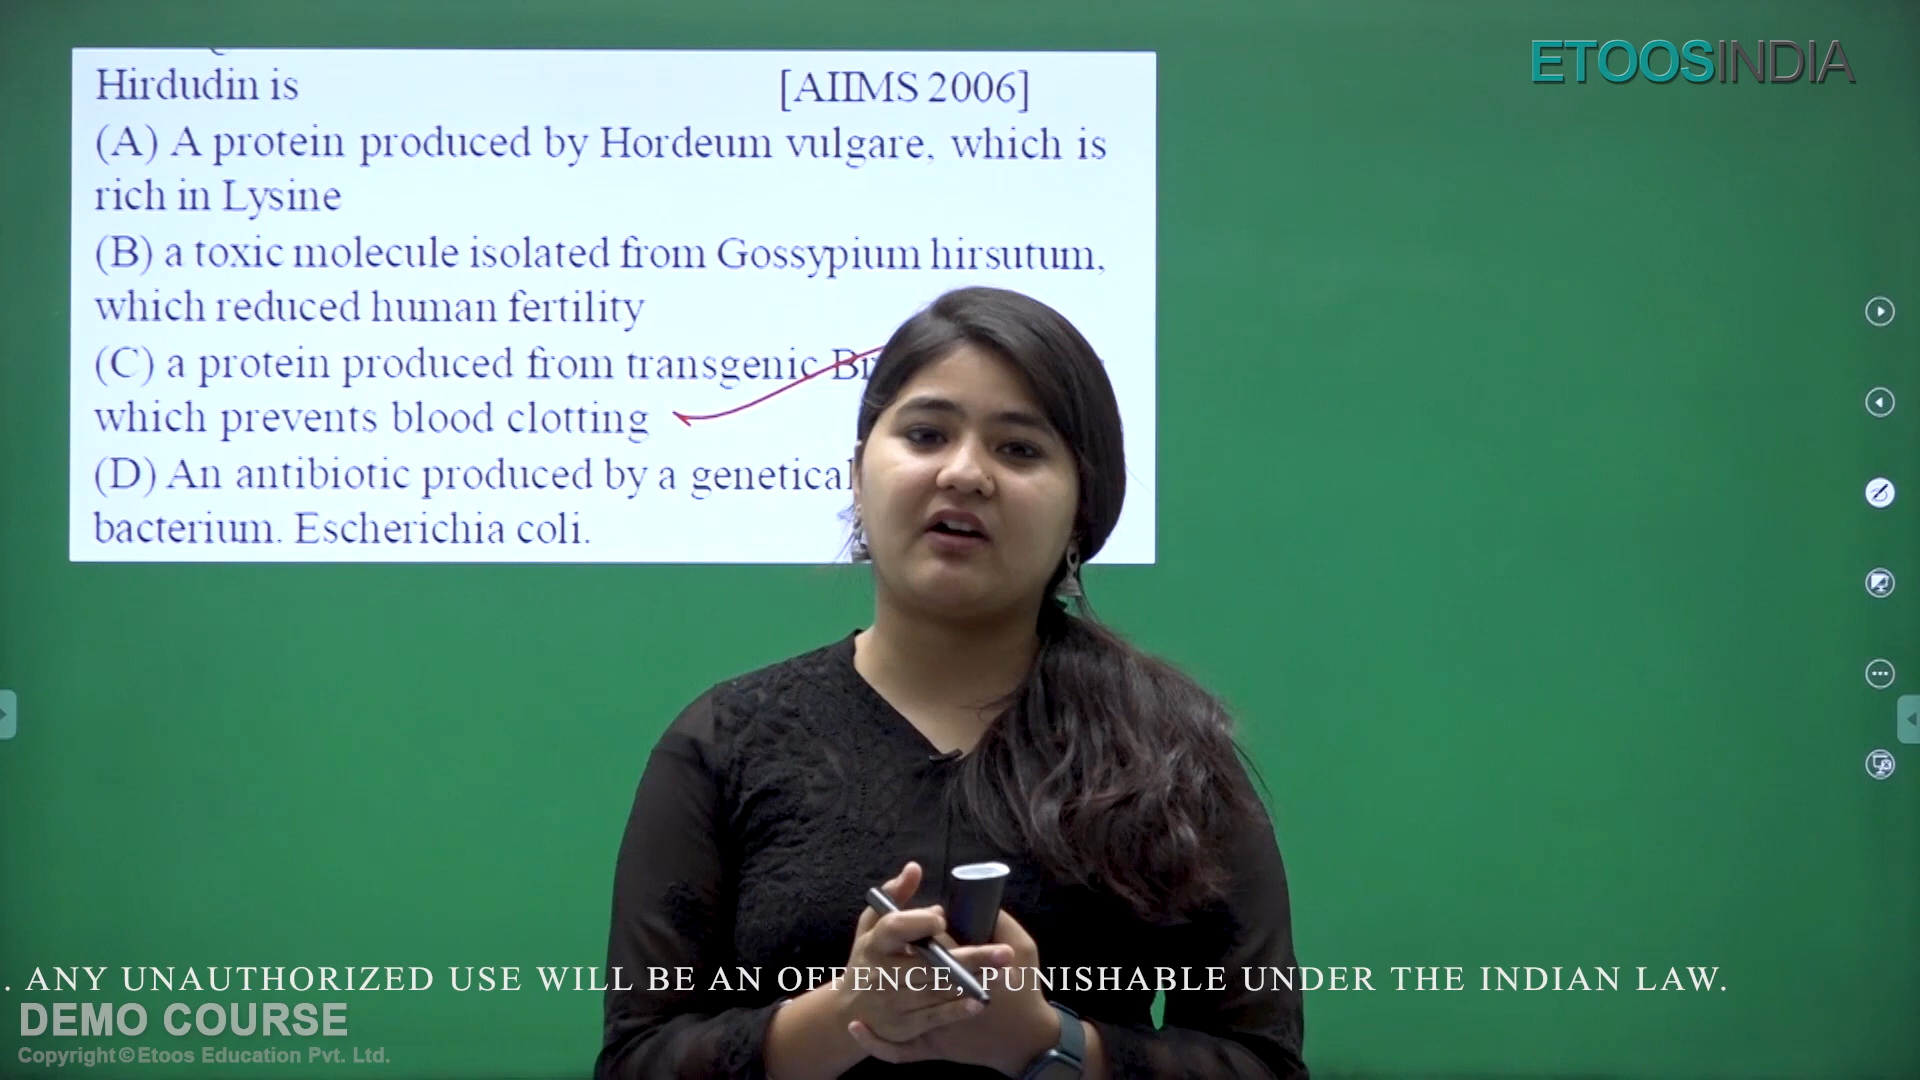 ETOOSINDIA
Hirdudin is [AIIMS 2006]
(A) A protein produced by Hordeum vulgare, which is
rich in Lysine
(B) a toxic molecule isolated from Gossypium hirsutum,
which reduced human fertility
(C) a protein produced from transgenic
which prevents blood clotting
(D) An antibiotic produced by a
bacterium. Escherichia coli.
. ANY UNAUTHORIZED USE WILL BE AN OFFENCE, PUNISHABLE UNDER THE INDIAN LAW.
DEMO COURSE
Copyright © Etoos Education Pvt. Ltd.